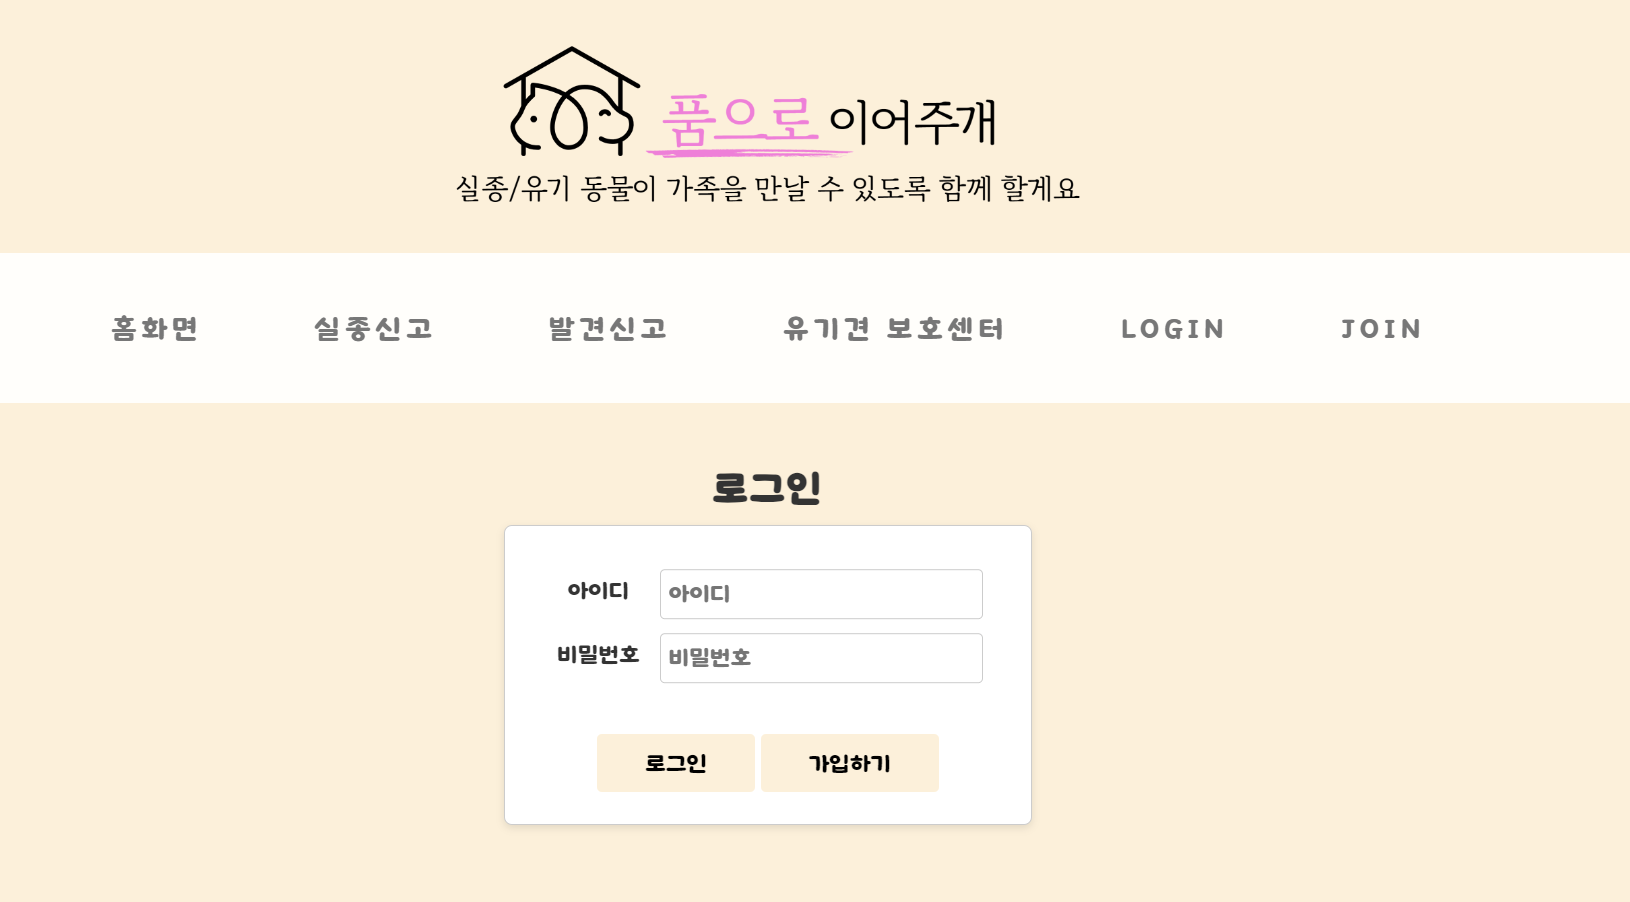 품으로 이어주개
실종/유기 동물이 가족을 만날 수 있도록 함께 할게요
홈화면 실종신고 발견신고 유기견 보호센터 LOGIN JOIN
로그인
아이디 아이디
비밀번호 비밀번호
로그인 가입하기